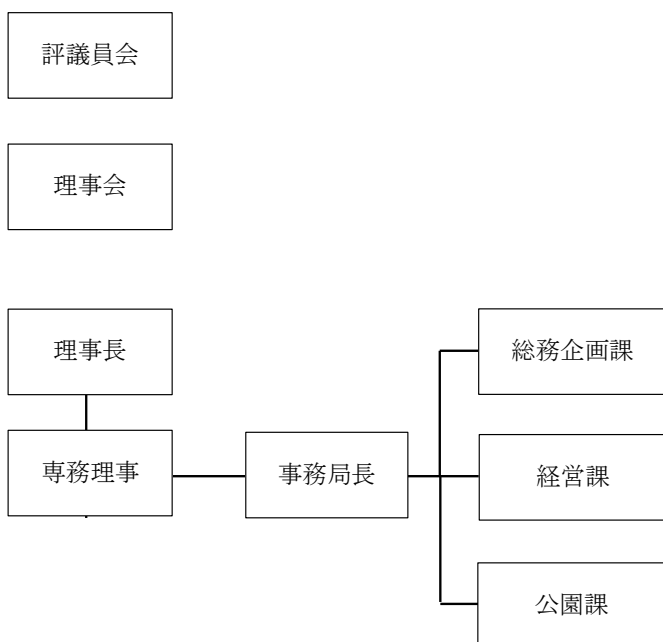 評議員会
理事会
理事長
総務企画課
専務理事
事務局長
経営課
公園課